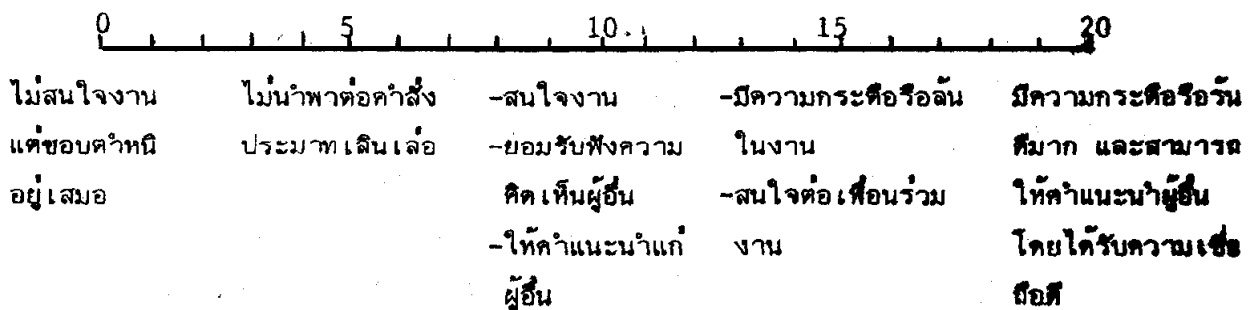 0 5 10 15 20
ไม่สนใจงาน ไม่นำพาต่อคำสั่ง -สนใจงาน -มีความกระตือรือล้น มีความกระตือรือร้น
แต่ชอบตำหนิ ประมาทเลินเล่อ -ยอมรับฟังความ ในงาน ดีมาก และสามารถ
อยู่เสมอ คิดเห็นผู้อื่น -สนใจต่อเพื่อนร่วม ให้คำแนะนำผู้อื่น
-ให้คำแนะนำแก่ งาน โดยได้รับความเชื่อ
ผู้อื่น ถือดี